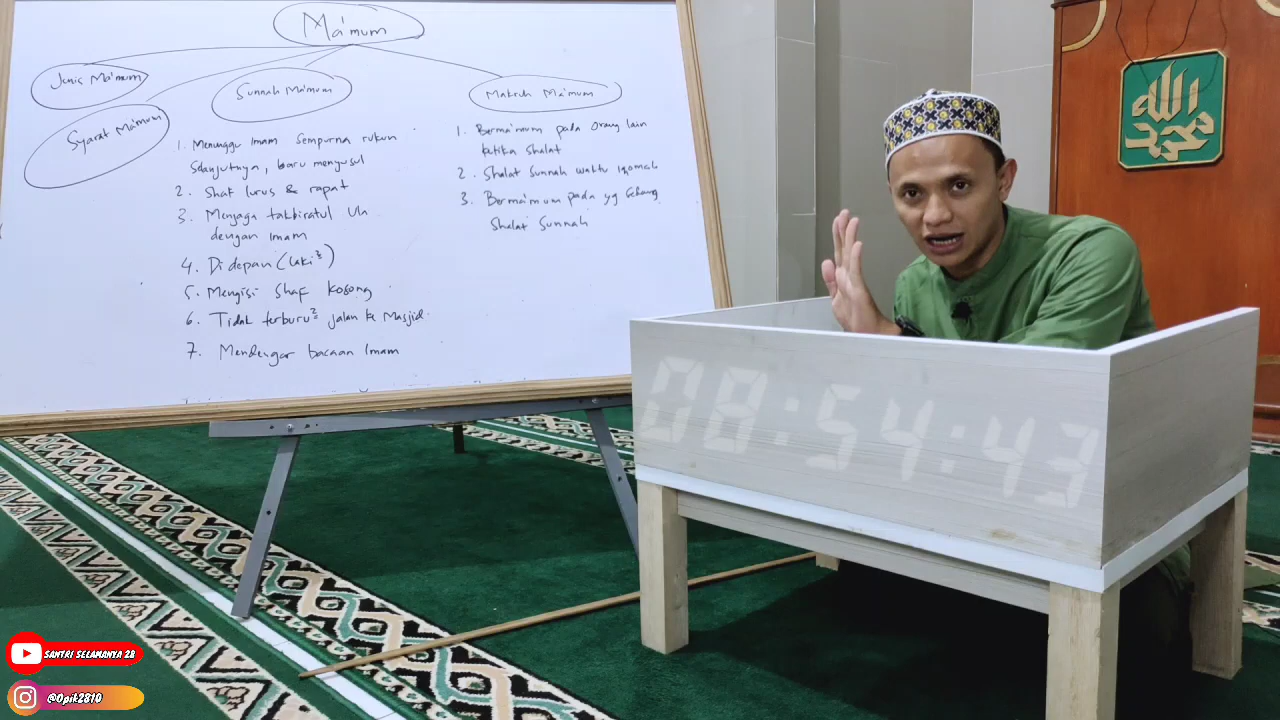 Ma'mum
Jenis Ma'mum
Syarat Ma'mum
Sunnah Ma'mum
1. Menunggu Imam sempurna rukun
Selanjutnya, baru menyusul
2. Shaf lurus & rapat
3. Menjaga takbiratul Uh
dengan Imam
4. Di depan (laki²)
5. Mengisi Shaf kosong
6. Tidak terburu² jalan ke Masjid
7. Mendengar bacaan Imam
Makruh Ma'mum
1. Berma'mum pada orang lain
ketika shalat
2. Shalat Sunnah waktu iqomah
3. Berma'mum pada yg sedang
Shalat Sunnah
الله
محمد
08:54:43
SANTRI SELAMANYA 28
@Opik2810